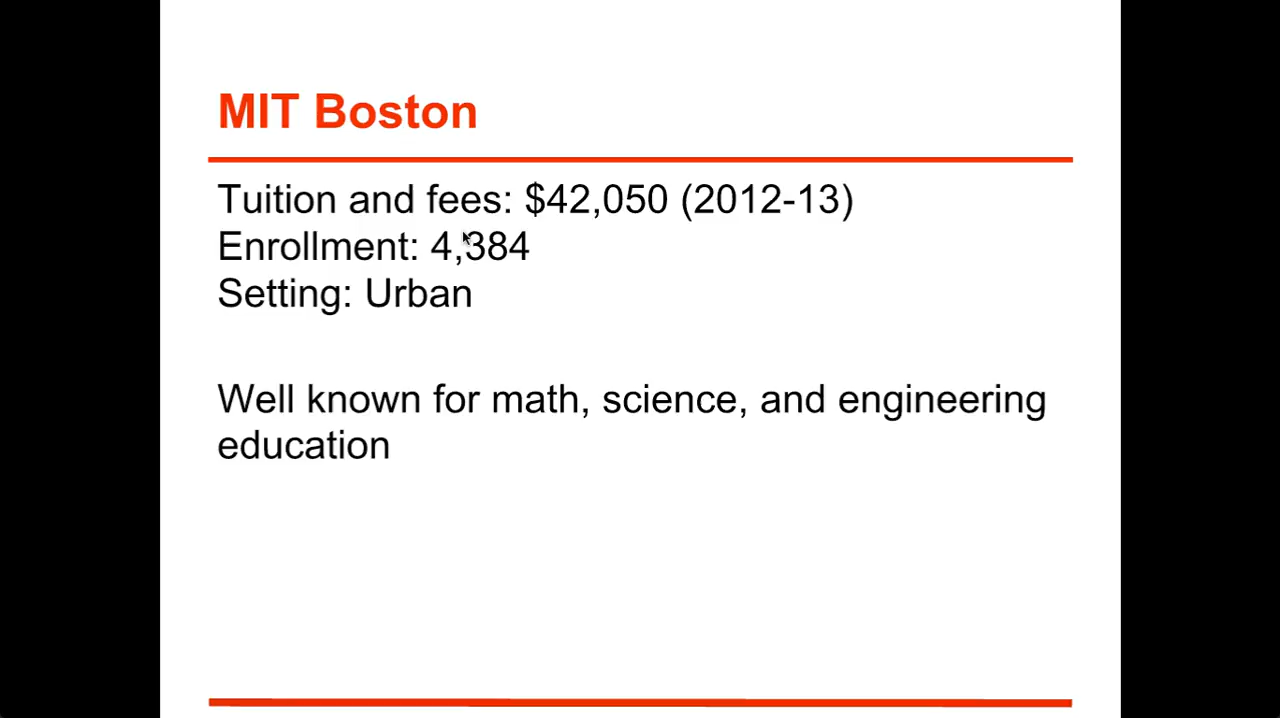 MIT Boston
Tuition and fees: $42,050 (2012-13)
Enrollment: 4,384
Setting: Urban
Well known for math, science, and engineering
education